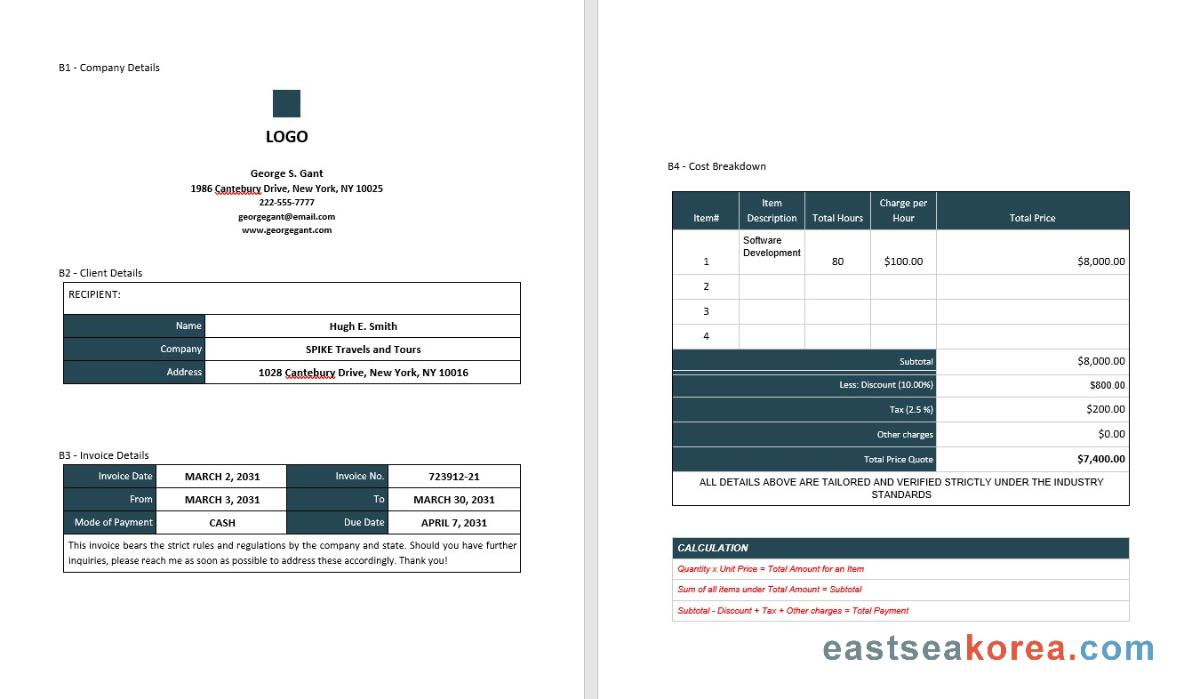 B1 - Company Details
LOGO
George S. Gant
1986 Cantebury Drive, New York, NY 10025
222-555-7777
georgegant@email.com
www.georgegant.com
B2 - Client Details
RECIPIENT:
Name Hugh E. Smith
Company SPIKE Travels and Tours
Address 1028 Cantebury Drive, New York, NY 10016
B3 - Invoice Details
Invoice Date MARCH 2, 2031 Invoice No. 723912-21
From MARCH 3, 2031 To MARCH 30, 2031
Mode of Payment CASH Due Date APRIL 7, 2031
This invoice bears the strict rules and regulations by the company and state. Should you have further
inquiries, please reach me as soon as possible to address these accordingly. Thank you!
B4 - Cost Breakdown
Item# Item Description Total Hours Charge per Hour Total Price
1 Software Development 80 $100.00 $8,000.00
2
3
4
Subtotal $8,000.00
Less: Discount (10.00%) $800.00
Tax (2.5 %) $200.00
Other charges $0.00
Total Price Quote $7,400.00
ALL DETAILS ABOVE ARE TAILORED AND VERIFIED STRICTLY UNDER THE INDUSTRY
STANDARDS
CALCULATION
Quantity x Unit Price = Total Amount for an Item
Sum of all items under Total Amount = Subtotal
Subtotal - Discount + Tax + Other charges = Total Payment
eastseakorea.com